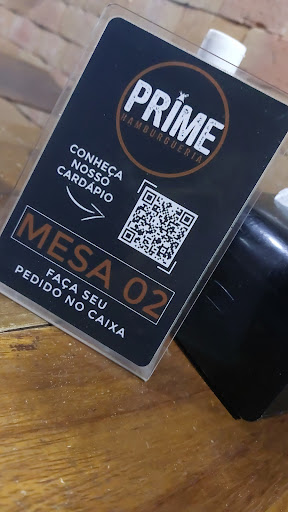 PRIME
HAMBURGUERIA
CONHEÇA
NOSSO
CARDÁPIO
MESA 02
FAÇA SEU
PEDIDO NO CAIXA